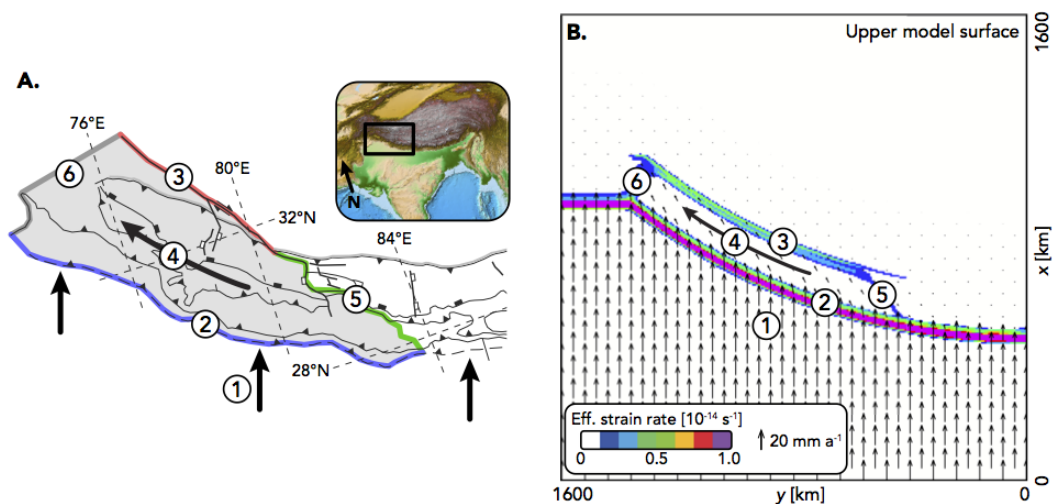 A.
76°E
6
3
80°E
N
32°N
4
84°E
5
2
28°N
1
B.
Upper model surface
1600
6
4
3
5
2
1
x [km]
Eff. strain rate [10⁻¹⁴ s⁻¹]
0 0.5 1.0
20 mm a⁻¹
0
1600 y [km] 0